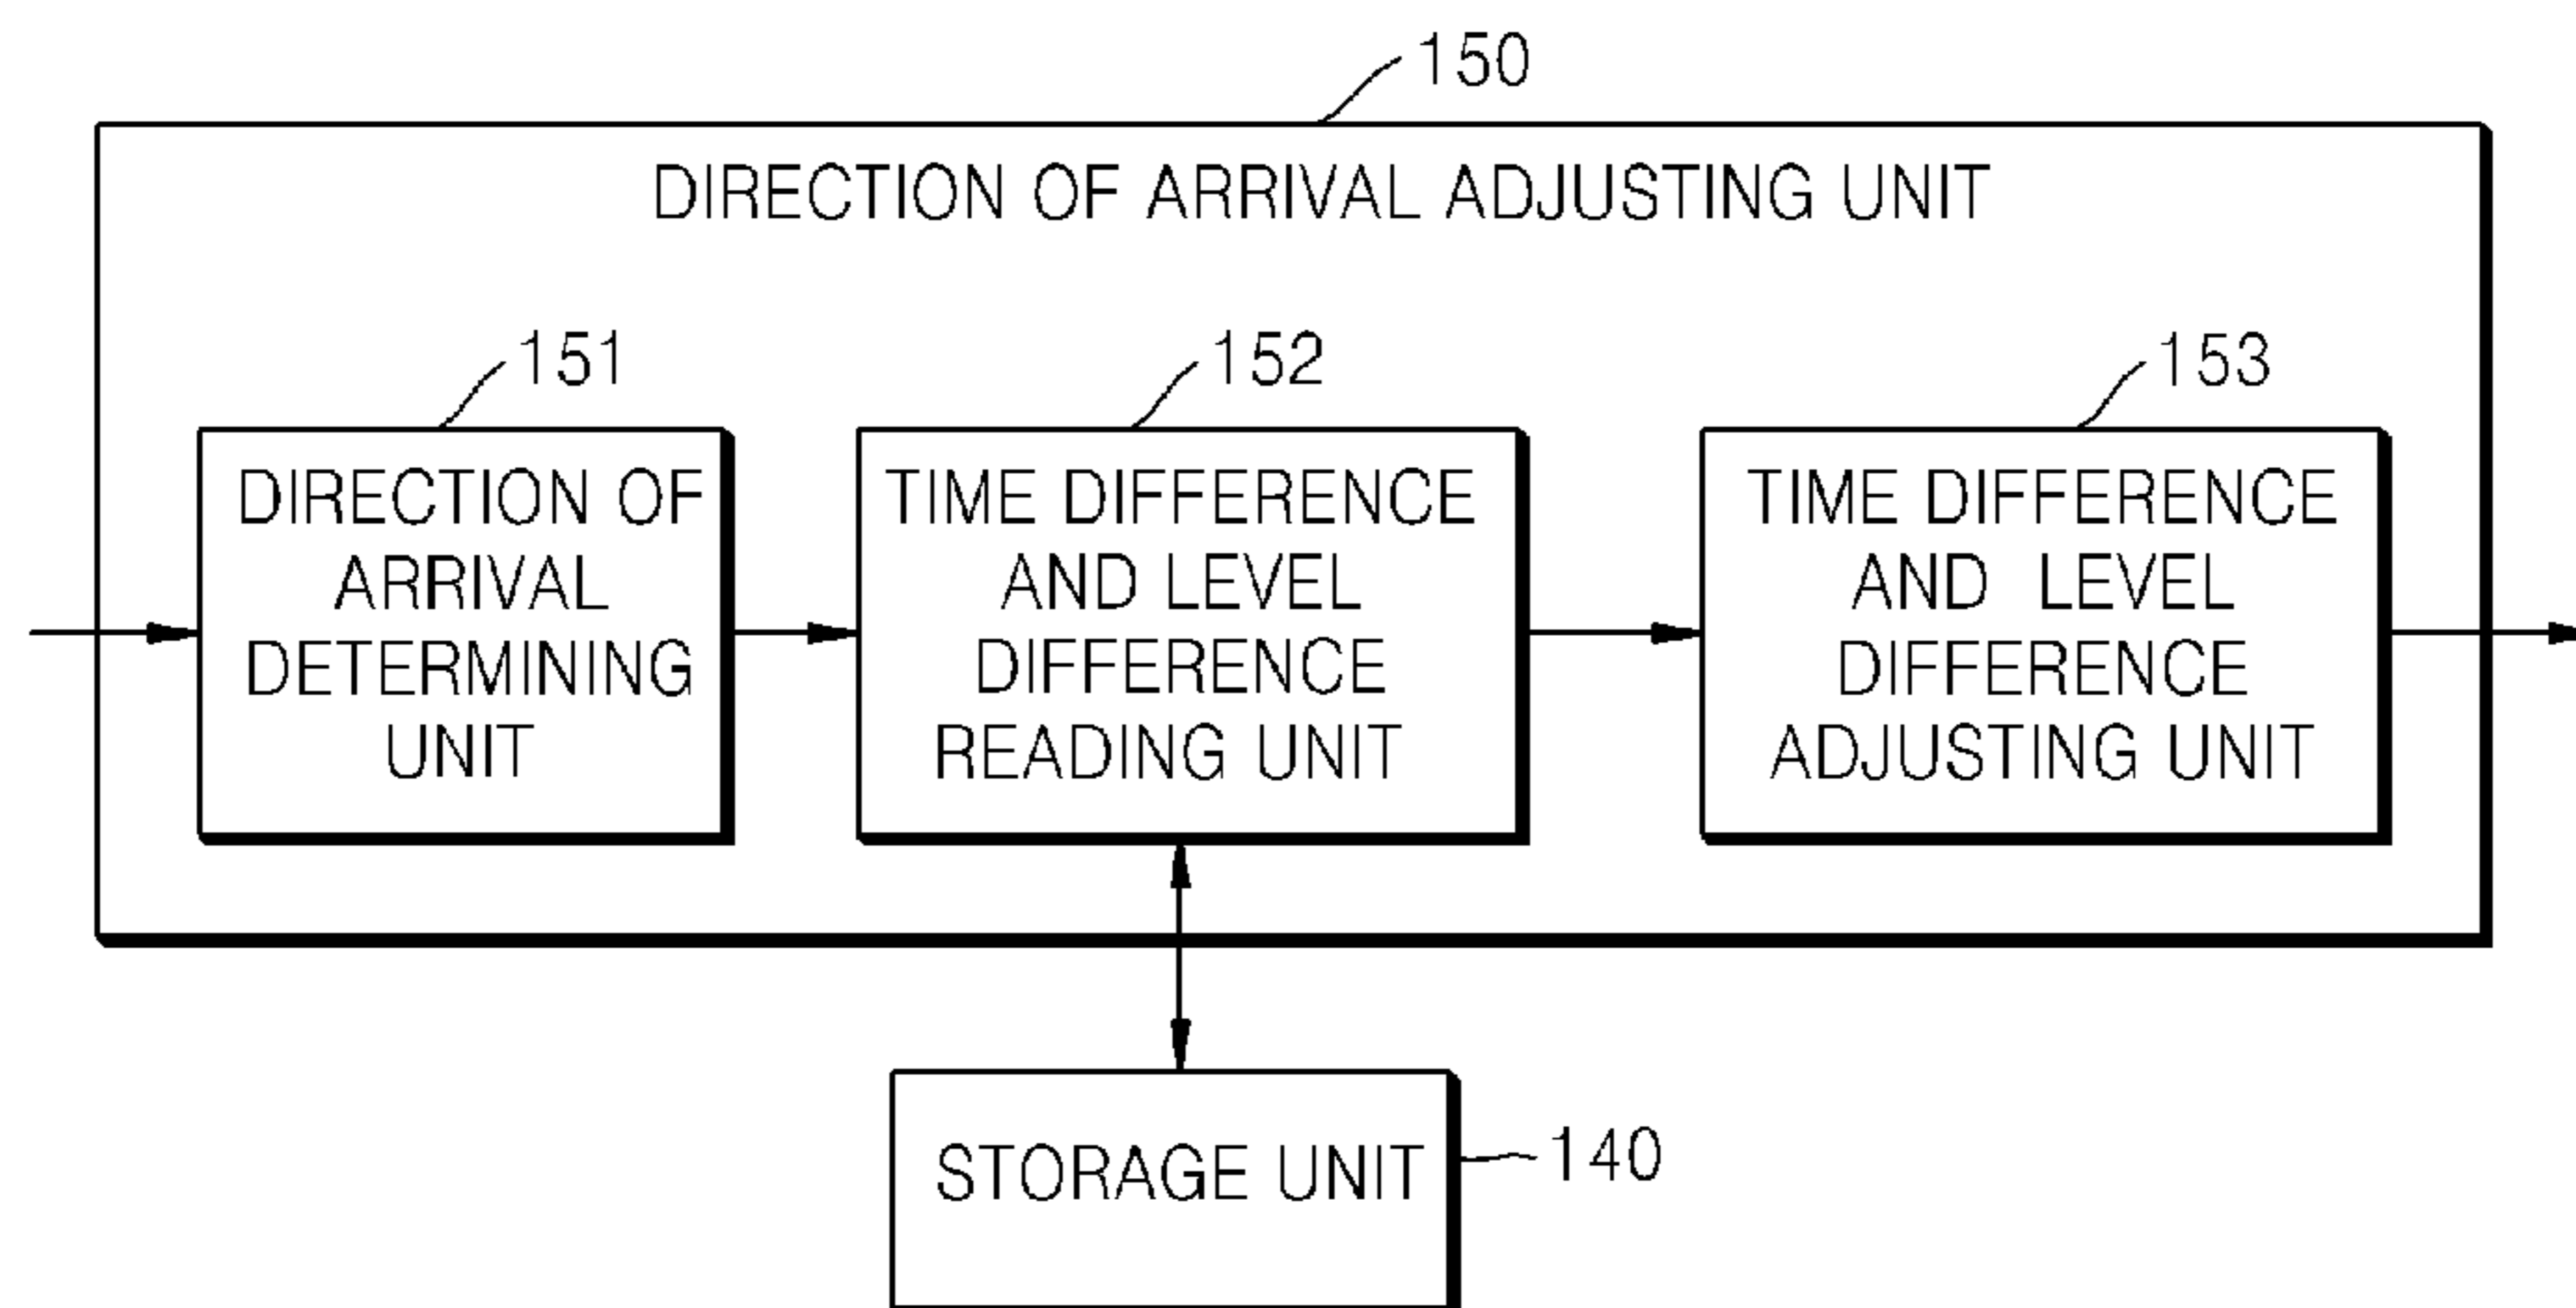 150
DIRECTION OF ARRIVAL ADJUSTING UNIT
151
152
153
DIRECTION OF
ARRIVAL
DETERMINING
UNIT
TIME DIFFERENCE
AND LEVEL
DIFFERENCE
READING UNIT
TIME DIFFERENCE
AND LEVEL
DIFFERENCE
ADJUSTING UNIT
STORAGE UNIT
140